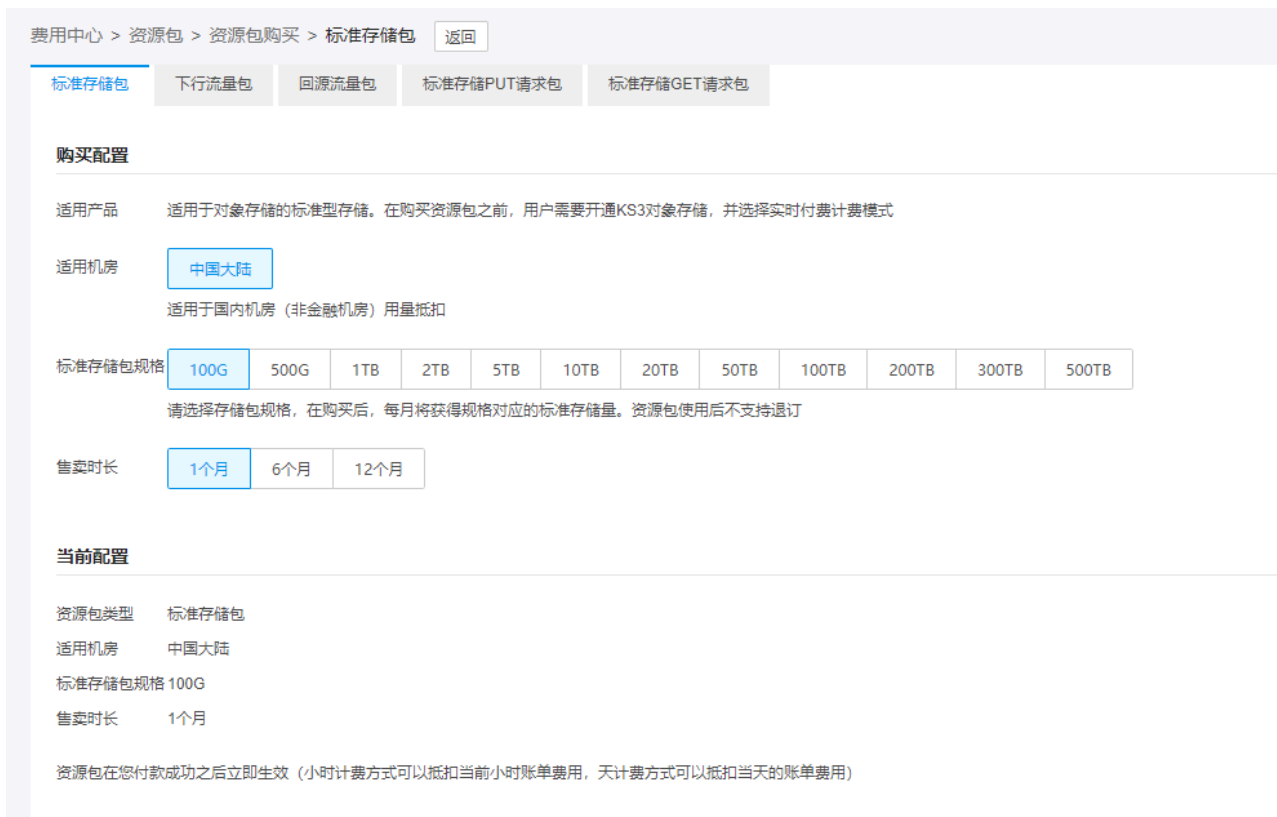 费用中心 > 资源包 > 资源包购买 > 标准存储包 返回
标准存储包 下行流量包 回源流量包 标准存储PUT请求包 标准存储GET请求包
购买配置
适用产品 适用于对象存储的标准型存储。在购买资源包之前，用户需要开通KS3对象存储，并选择实时付费计费模式
适用机房 中国大陆
适用于国内机房（非金融机房）用量抵扣
标准存储包规格 100G 500G 1TB 2TB 5TB 10TB 20TB 50TB 100TB 200TB 300TB 500TB
请选择存储包规格，在购买后，每月将获得规格对应的标准存储量。资源包使用后不支持退订
售卖时长 1个月 6个月 12个月
当前配置
资源包类型 标准存储包
适用机房 中国大陆
标准存储包规格 100G
售卖时长 1个月
资源包在您付款成功之后立即生效（小时计费方式可以抵扣当前小时账单费用，天计费方式可以抵扣当天的账单费用）